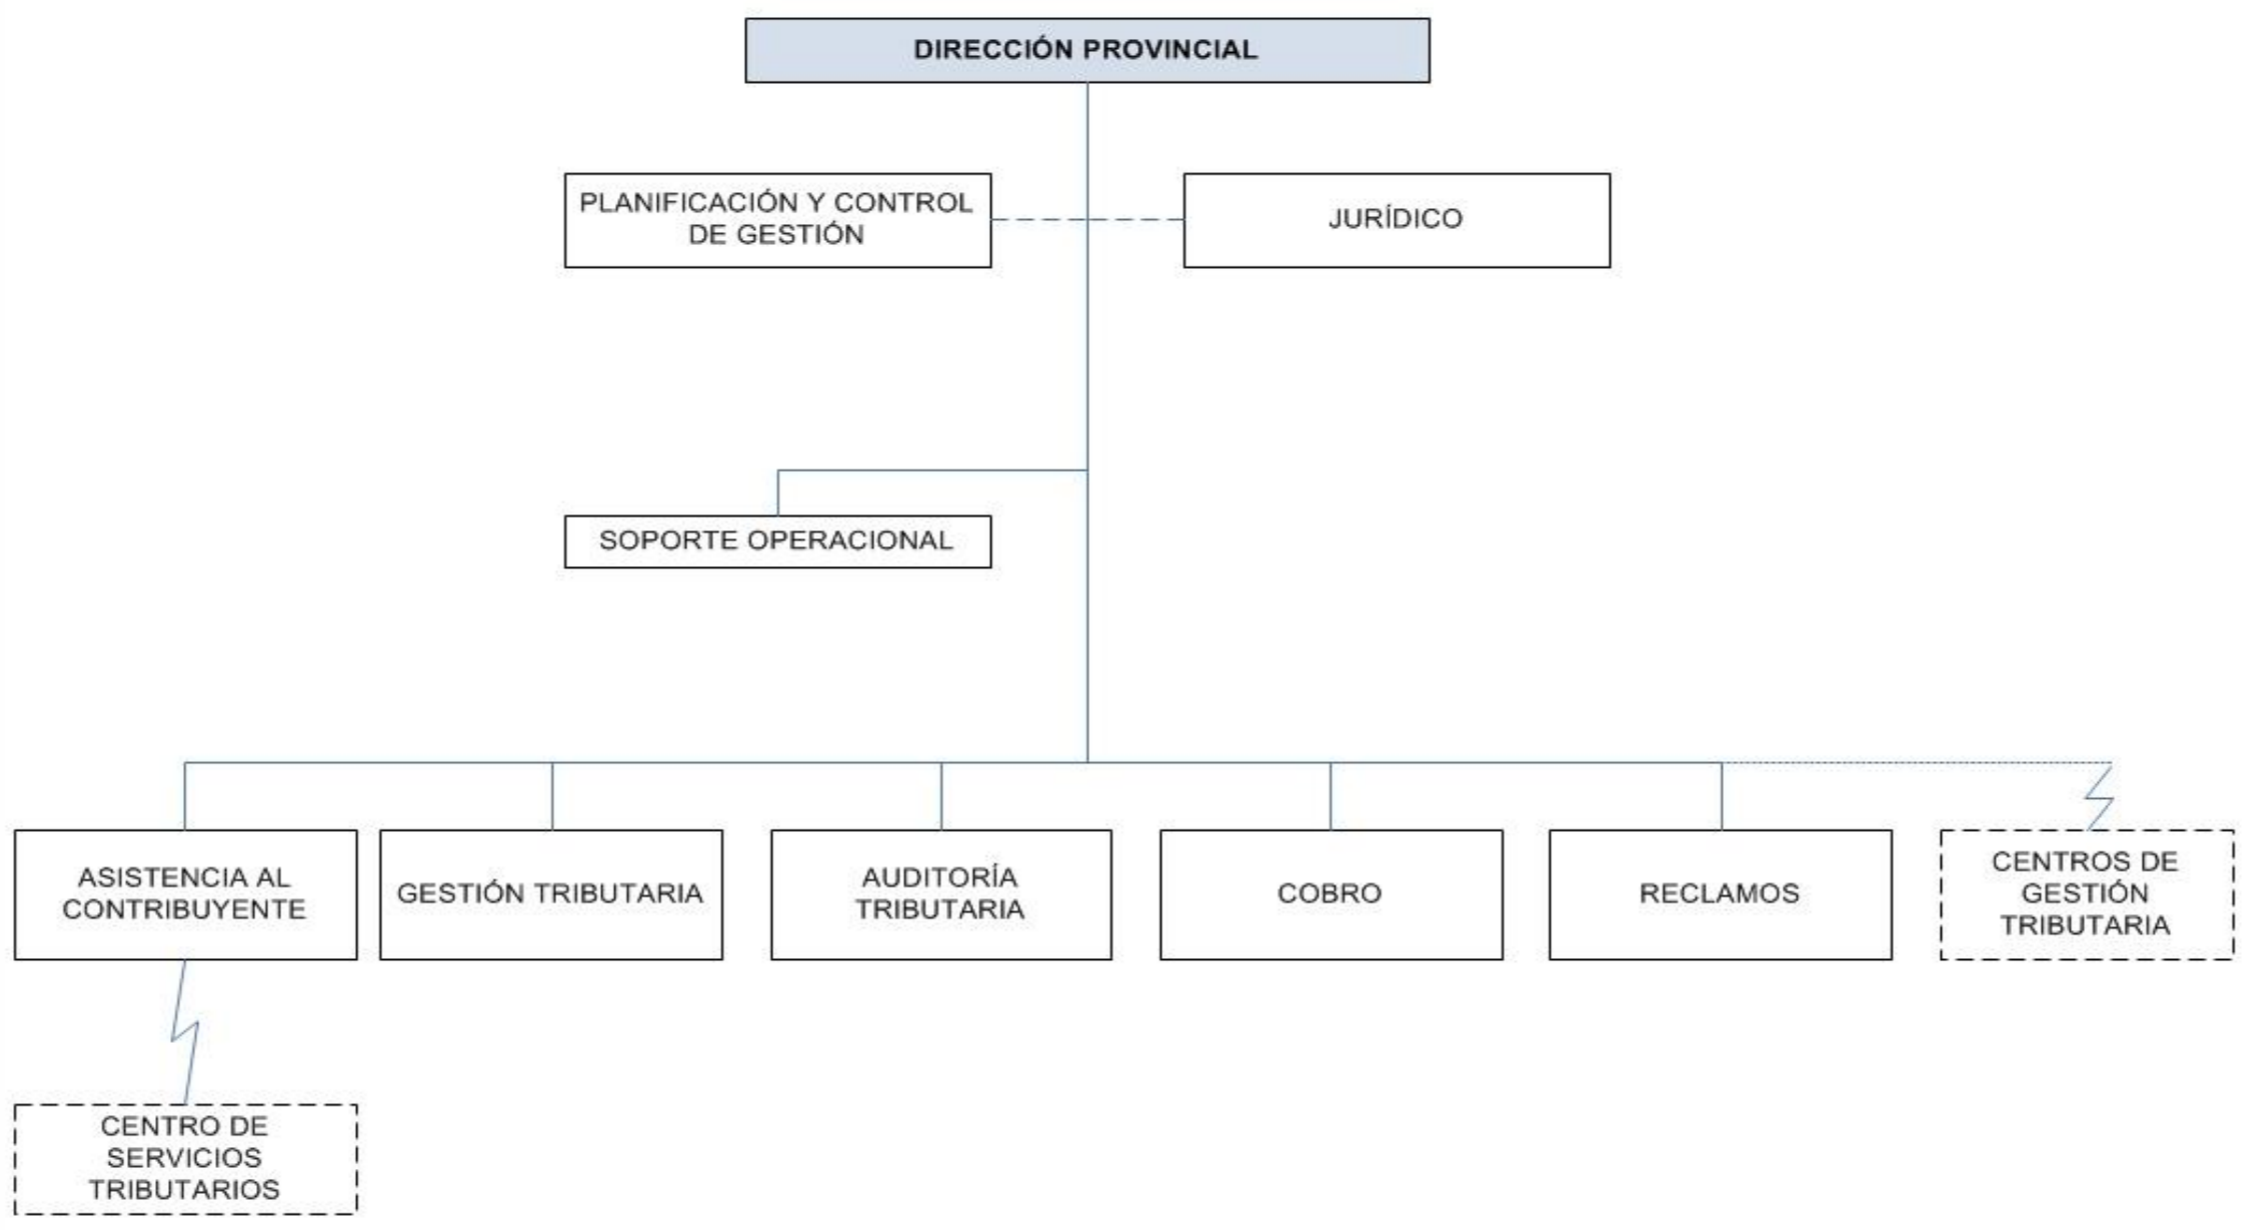 DIRECCIÓN PROVINCIAL
PLANIFICACIÓN Y CONTROL
DE GESTIÓN
JURÍDICO
SOPORTE OPERACIONAL
ASISTENCIA AL
CONTRIBUYENTE
GESTIÓN TRIBUTARIA
AUDITORÍA
TRIBUTARIA
COBRO
RECLAMOS
CENTROS DE
GESTIÓN
TRIBUTARIA
CENTRO DE
SERVICIOS
TRIBUTARIOS